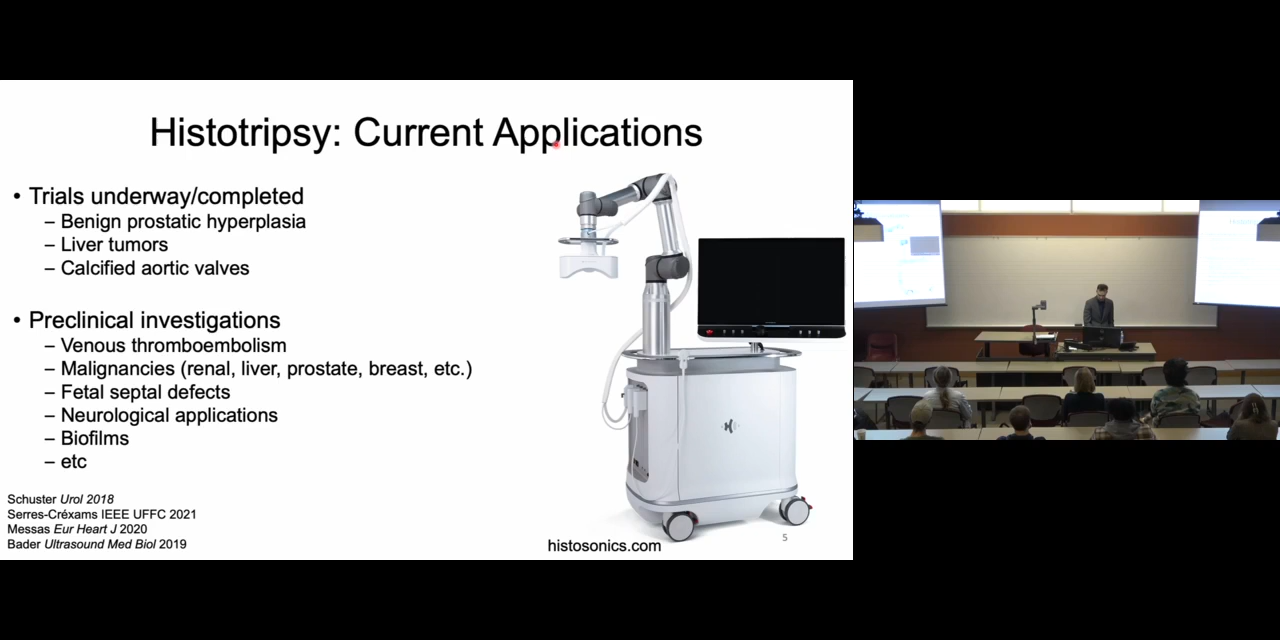 Histotripsy: Current Applications
• Trials underway/completed
– Benign prostatic hyperplasia
– Liver tumors
– Calcified aortic valves
• Preclinical investigations
– Venous thromboembolism
– Malignancies (renal, liver, prostate, breast, etc.)
– Fetal septal defects
– Neurological applications
– Biofilms
– etc
Schuster Urol 2018
Serres-Créxams IEEE UFFC 2021
Messas Eur Heart J 2020
Bader Ultrasound Med Biol 2019
histosonics.com
5